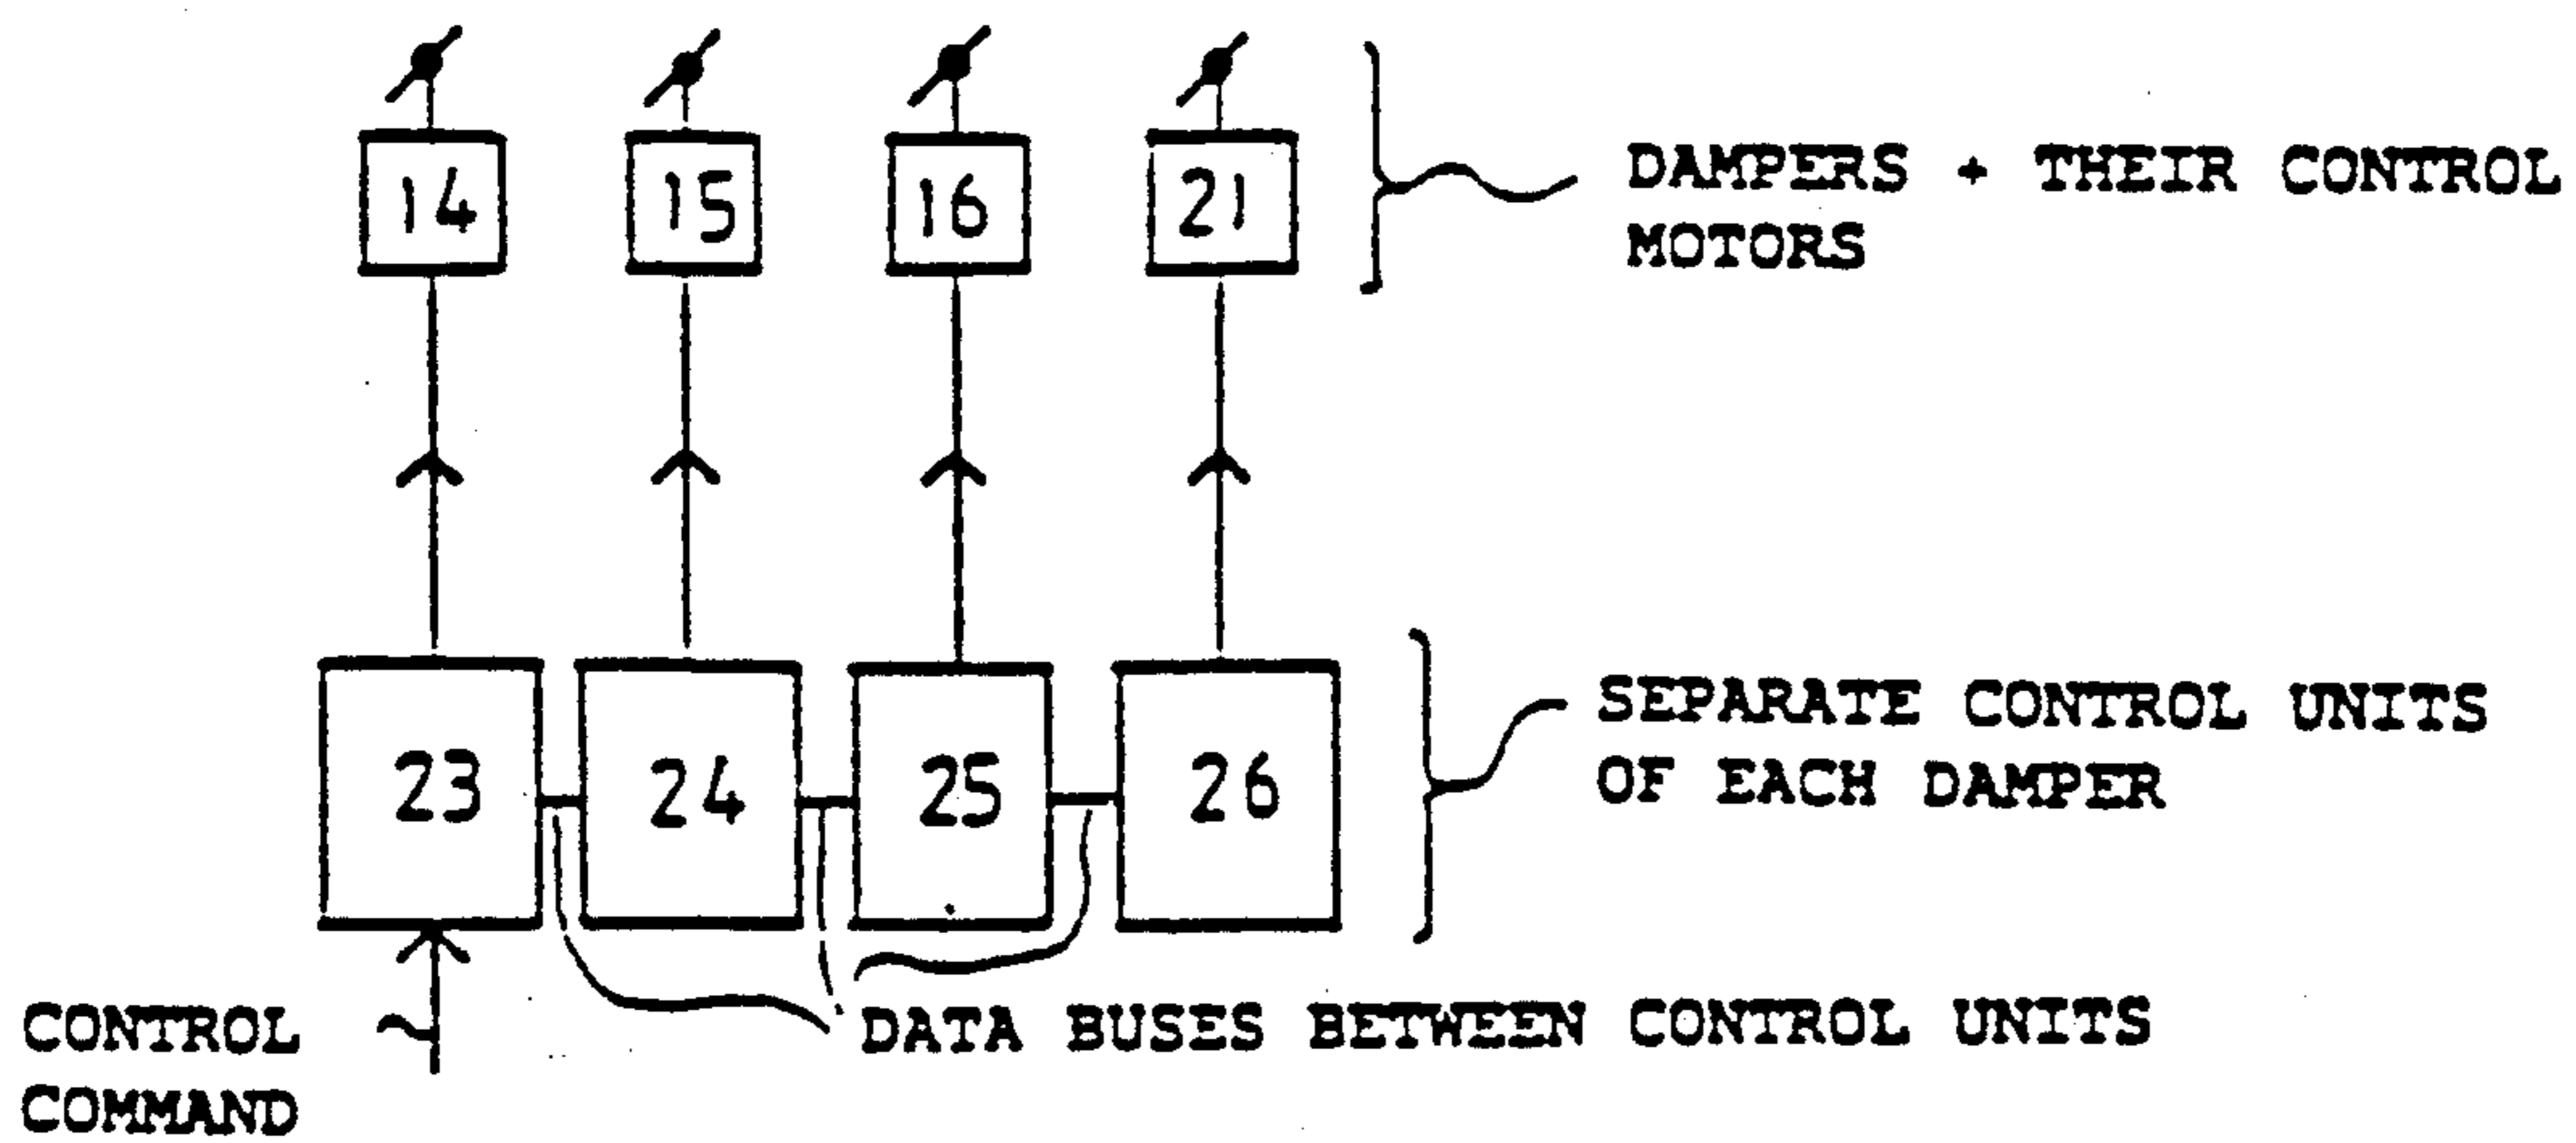 14 15 16 21
DAMPERS + THEIR CONTROL
MOTORS
23 24 25 26
SEPARATE CONTROL UNITS
OF EACH DAMPER
DATA BUSES BETWEEN CONTROL UNITS
CONTROL
COMMAND